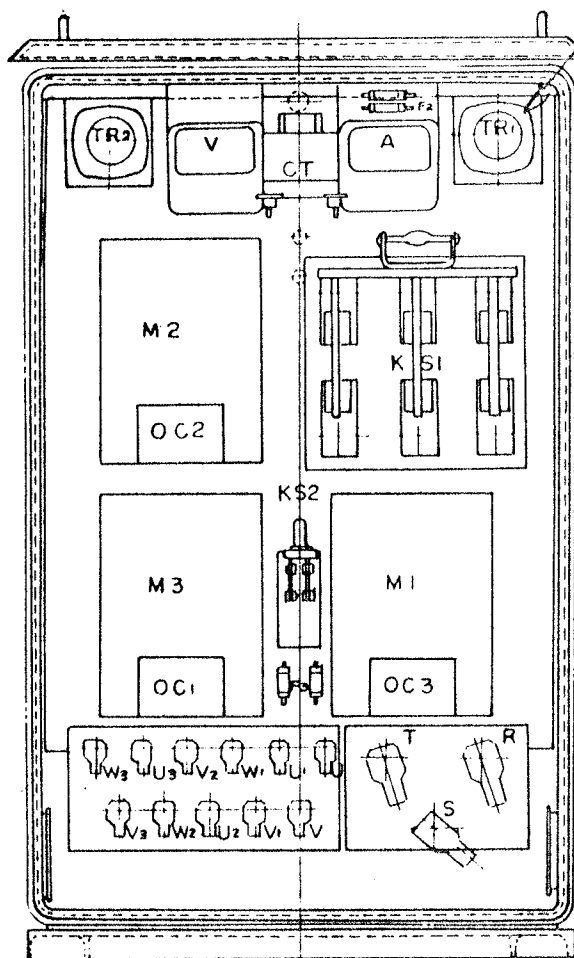 F2
TR2 V CT A TR1
M2 KS1
OC2
KS2
M3 M1
OC1 OC3
T R
W3 U3 V2 W1 U1 U
S
V3 W2 U2 V1 V